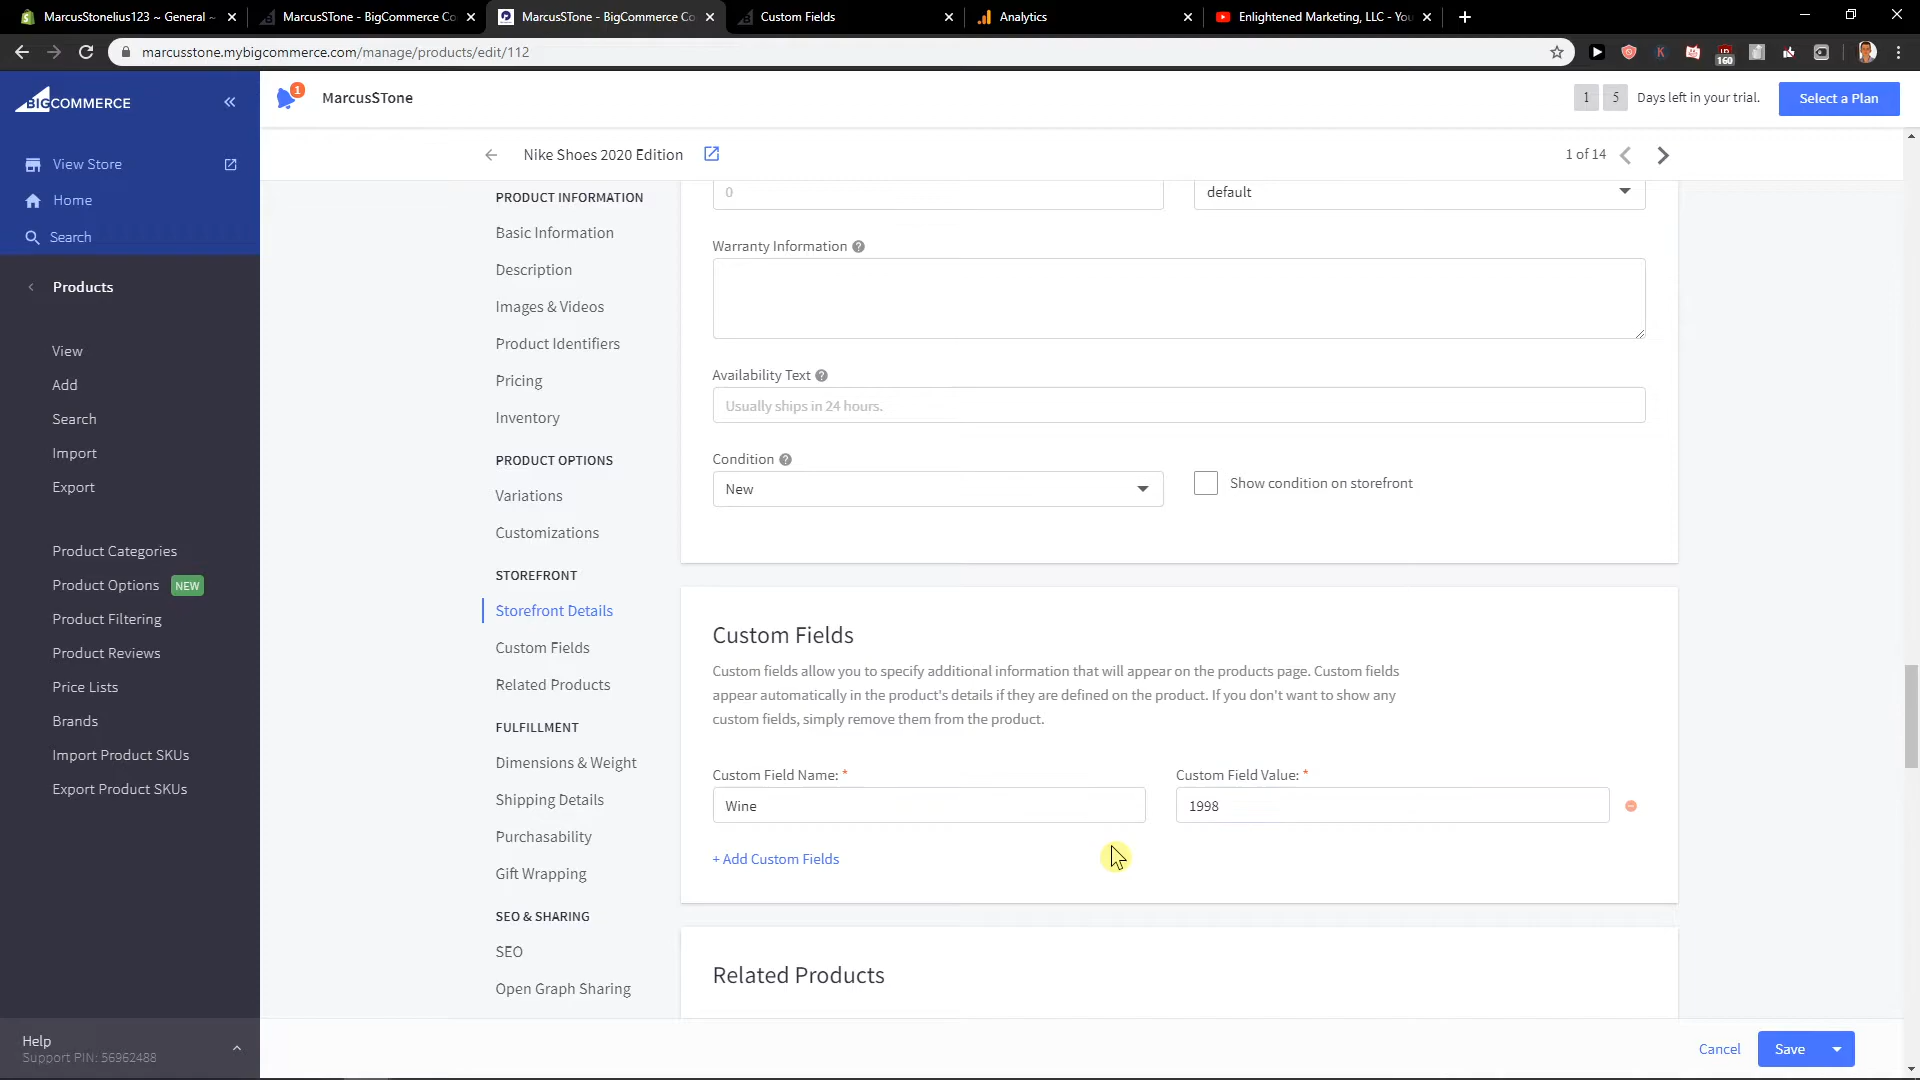 MarcusStonelius123 ~ General ~
MarcusSTone - BigCommerce Co
MarcusSTone - BigCommerce Co
Custom Fields
Analytics
Enlightened Marketing, LLC - You
marcusstone.mybigcommerce.com/manage/products/edit/112
160
BIGCOMMERCE
1
MarcusSTone
1 5 Days left in your trial.
Select a Plan
View Store
Home
Search
Products
View
Add
Search
Import
Export
Product Categories
Product Options NEW
Product Filtering
Product Reviews
Price Lists
Brands
Import Product SKUs
Export Product SKUs
Help
Support PIN: 56962488
Nike Shoes 2020 Edition
1 of 14
PRODUCT INFORMATION
Basic Information
Description
Images & Videos
Product Identifiers
Pricing
Inventory
PRODUCT OPTIONS
Variations
Customizations
STOREFRONT
Storefront Details
Custom Fields
Related Products
FULFILLMENT
Dimensions & Weight
Shipping Details
Purchasability
Gift Wrapping
SEO & SHARING
SEO
Open Graph Sharing
0
default
Warranty Information
Availability Text
Usually ships in 24 hours.
Condition
New
Show condition on storefront
Custom Fields
Custom fields allow you to specify additional information that will appear on the products page. Custom fields
appear automatically in the product's details if they are defined on the product. If you don't want to show any
custom fields, simply remove them from the product.
Custom Field Name: *
Custom Field Value: *
Wine
1998
+ Add Custom Fields
Related Products
Cancel
Save